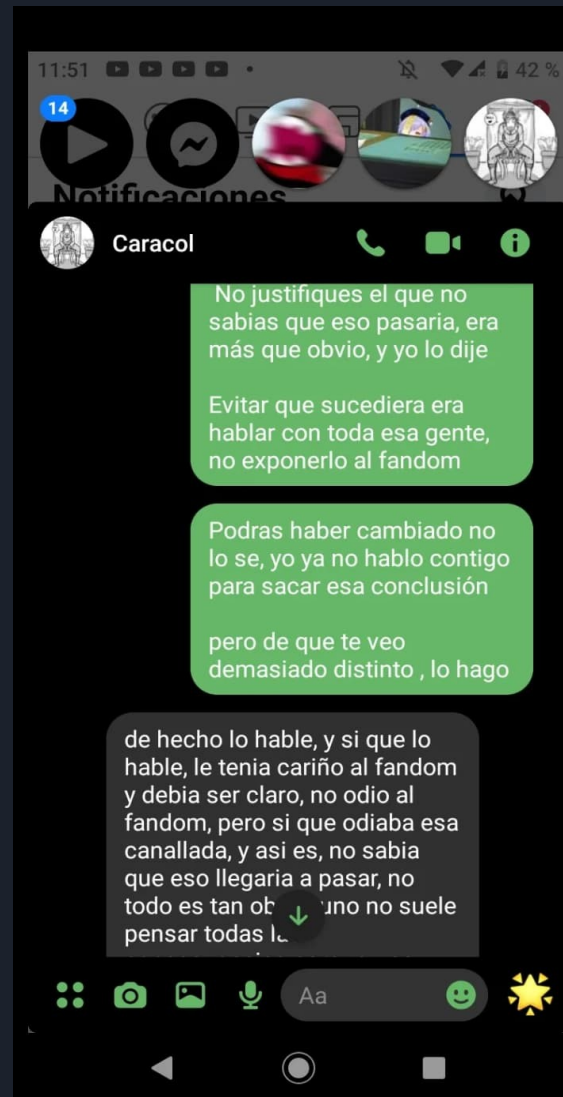 11:51
42 %
14
Notificaciones
Caracol
No justifiques el que no
sabias que eso pasaria, era
más que obvio, y yo lo dije
Evitar que sucediera era
hablar con toda esa gente,
no exponerlo al fandom
Podras haber cambiado no
lo se, yo ya no hablo contigo
para sacar esa conclusión
pero de que te veo
demasiado distinto , lo hago
de hecho lo hable, y si que lo
hable, le tenia cariño al fandom
y debia ser claro, no odio al
fandom, pero si que odiaba esa
canallada, y asi es, no sabia
que eso llegaria a pasar, no
todo es tan uno no suele
pensar todas
Aa